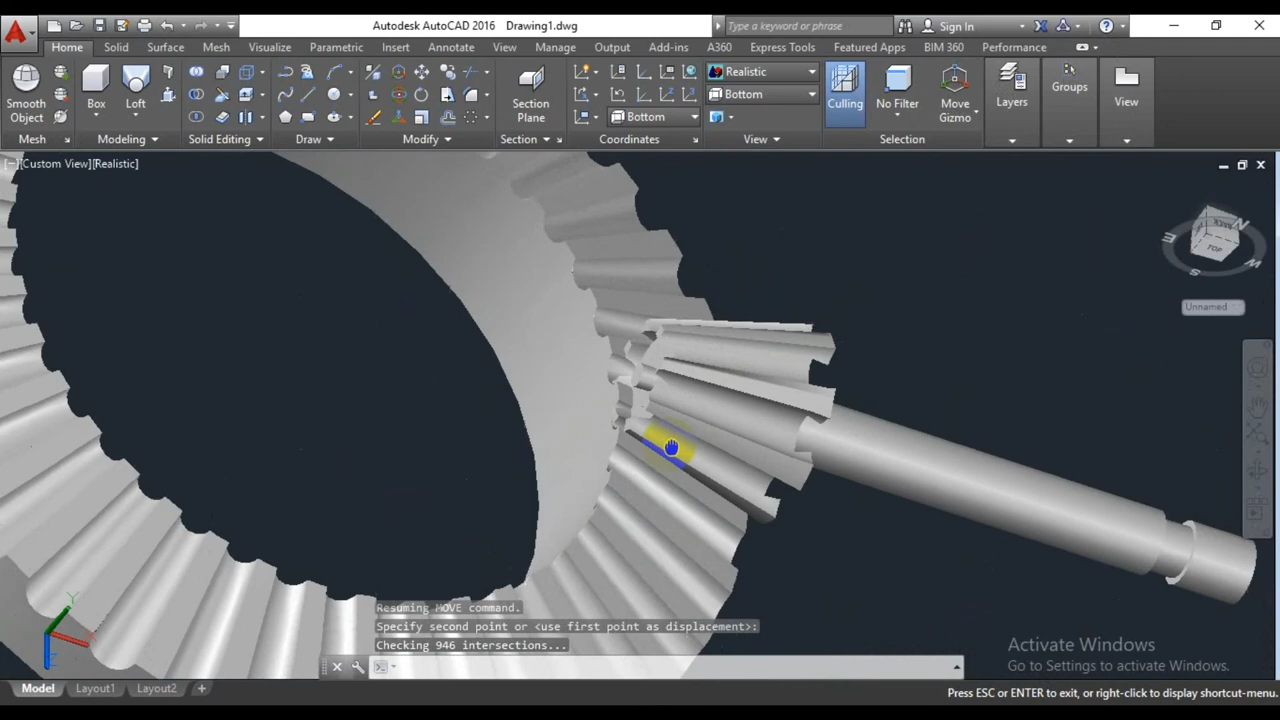 Autodesk AutoCAD 2016 Drawing1.dwg
Type a keyword or phrase
Sign In
Home Solid Surface Mesh Visualize Parametric Insert Annotate View Manage Output Add-ins A360 Express Tools Featured Apps BIM 360 Performance
Smooth Object
Box
Loft
Section Plane
Bottom
Realistic
Bottom
Culling
No Filter
Move Gizmo
Layers
Groups
View
Mesh
Modeling
Solid Editing
Draw
Modify
Section
Coordinates
View
Selection
[−][Custom View][Realistic]
N
E
W
S
BACK
TOP
Unnamed
Y
Resuming MOVE command.
Specify second point or <use first point as displacement>:
Checking 946 intersections...
Activate Windows
Go to Settings to activate Windows.
Model Layout1 Layout2 +
Press ESC or ENTER to exit, or right-click to display shortcut-menu.